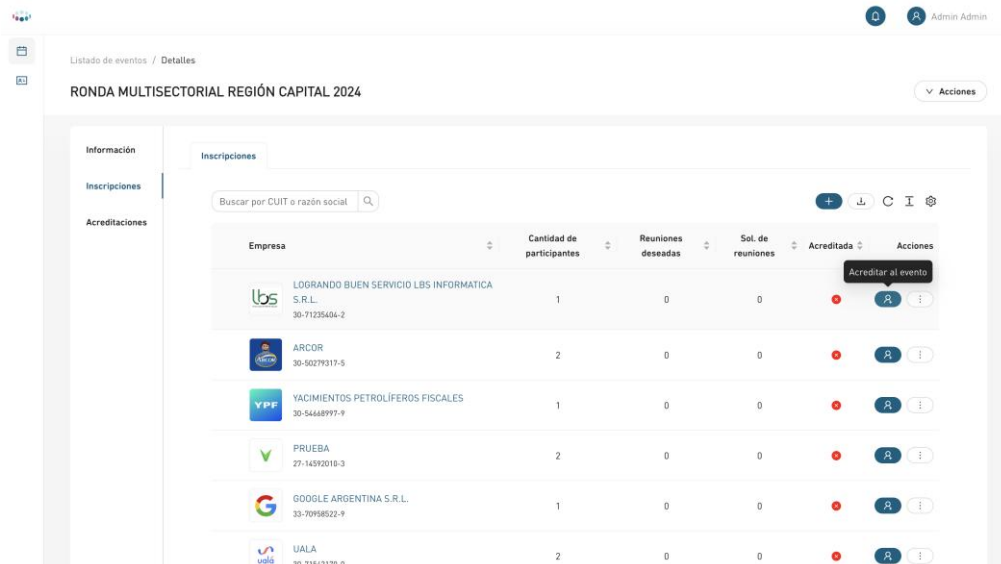 Admin Admin
Listado de eventos / Detalles
RONDA MULTISECTORIAL REGIÓN CAPITAL 2024
Acciones
Información
Inscripciones
Acreditaciones
Inscripciones
Buscar por CUIT o razón social
Empresa
Cantidad de
participantes
Reuniones
deseadas
Sol. de
reuniones
Acreditada
Acciones
Acreditar al evento
lbs
LOGRANDO BUEN SERVICIO LBS INFORMATICA
S.R.L.
30-71235404-2
1 0 0
ARCOR
ARCOR
30-50279317-5
2 0 0
YPF
YACIMIENTOS PETROLÍFEROS FISCALES
30-54668997-9
1 0 0
PRUEBA
27-14592010-3
2 0 0
G
GOOGLE ARGENTINA S.R.L.
33-70958522-9
1 0 0
ualá
UALA
2 0 0